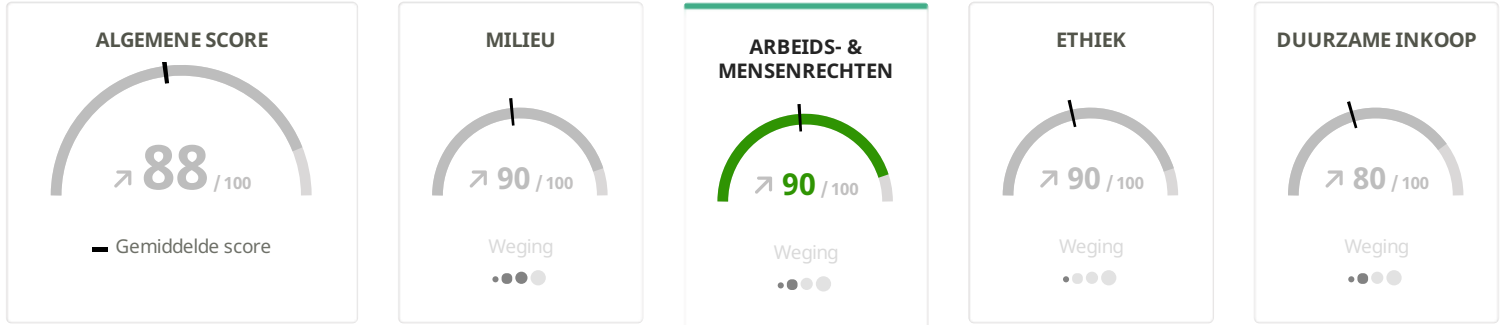 ALGEMENE SCORE
88 / 100
Gemiddelde score
MILIEU
90 / 100
Weging
ARBEIDS- &
MENSENRECHTEN
90 / 100
Weging
ETHIEK
90 / 100
Weging
DUURZAME INKOOP
80 / 100
Weging